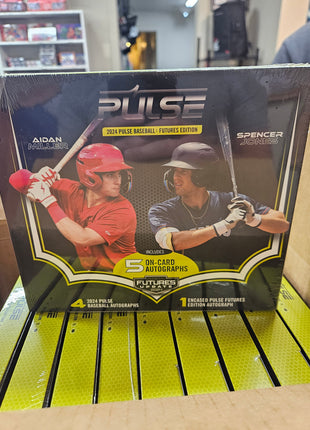 PULSE
2024 PULSE BASEBALL - FUTURES EDITION
AIDAN
MILLER
SPENCER
JONES
INCLUDES
5 ON-CARD
AUTOGRAPHS
4 2024 PULSE
BASEBALL AUTOGRAPHS
FUTURES
UPDATE
1 ENCASED PULSE FUTURES
EDITION AUTOGRAPH